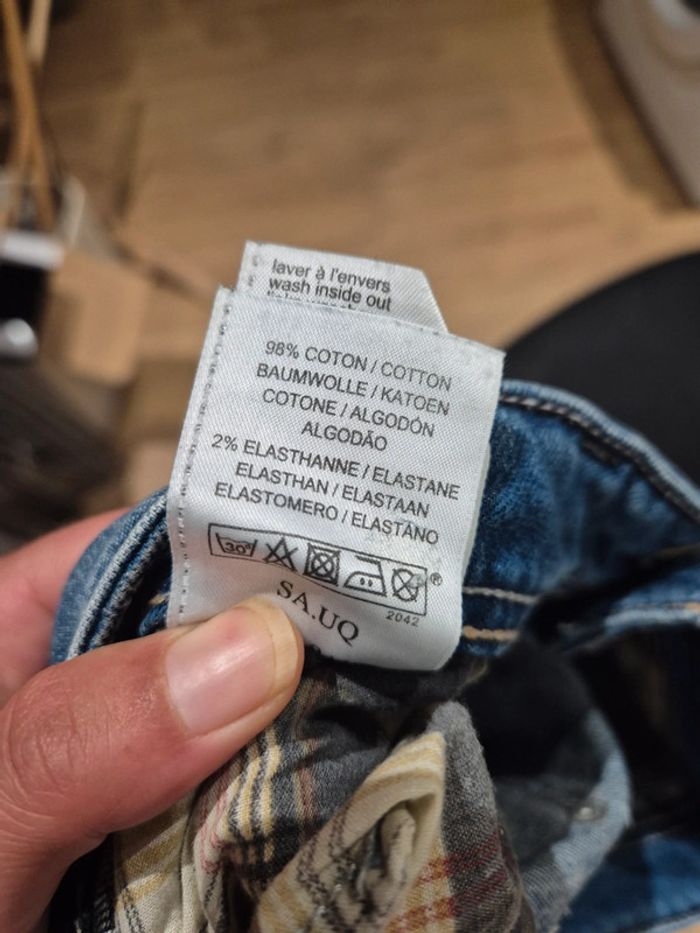 laver à l'envers
wash inside out
98% COTON / COTTON
BAUMWOLLE / KATOEN
COTONE / ALGODÓN
ALGODÃO
2% ELASTHANNE / ELASTANE
ELASTHAN / ELASTAAN
ELASTOMERO / ELASTANO
30° ®
2042
SA.UQ